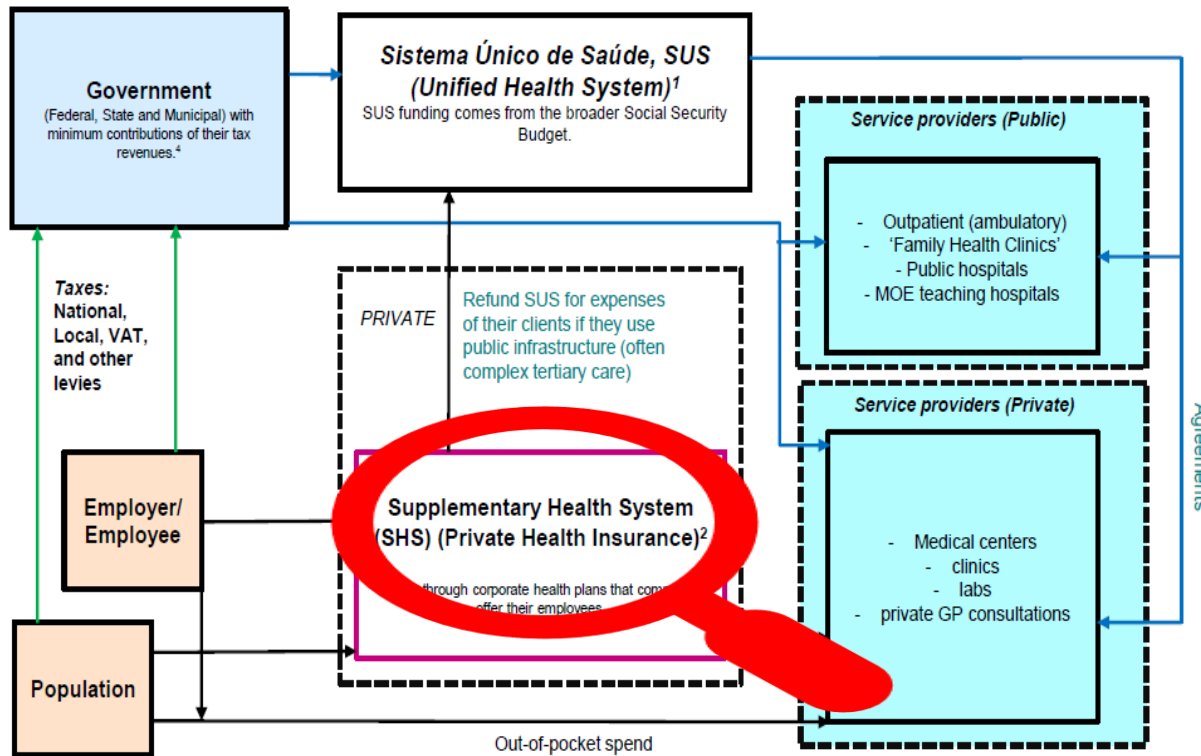 Government
(Federal, State and Municipal) with
minimum contributions of their tax
revenues.4
Sistema Único de Saúde, SUS
(Unified Health System)1
SUS funding comes from the broader Social Security
Budget.
Service providers (Public)
- Outpatient (ambulatory)
- ‘Family Health Clinics’
- Public hospitals
- MOE teaching hospitals
Taxes:
National,
Local, VAT,
and other
levies
PRIVATE
Refund SUS for expenses
of their clients if they use
public infrastructure (often
complex tertiary care)
Service providers (Private)
- Medical centers
- clinics
- labs
- private GP consultations
Agreements
Employer/
Employee
Supplementary Health System
(SHS) (Private Health Insurance)2
through corporate health plans that
offer their employees
Population
Out-of-pocket spend